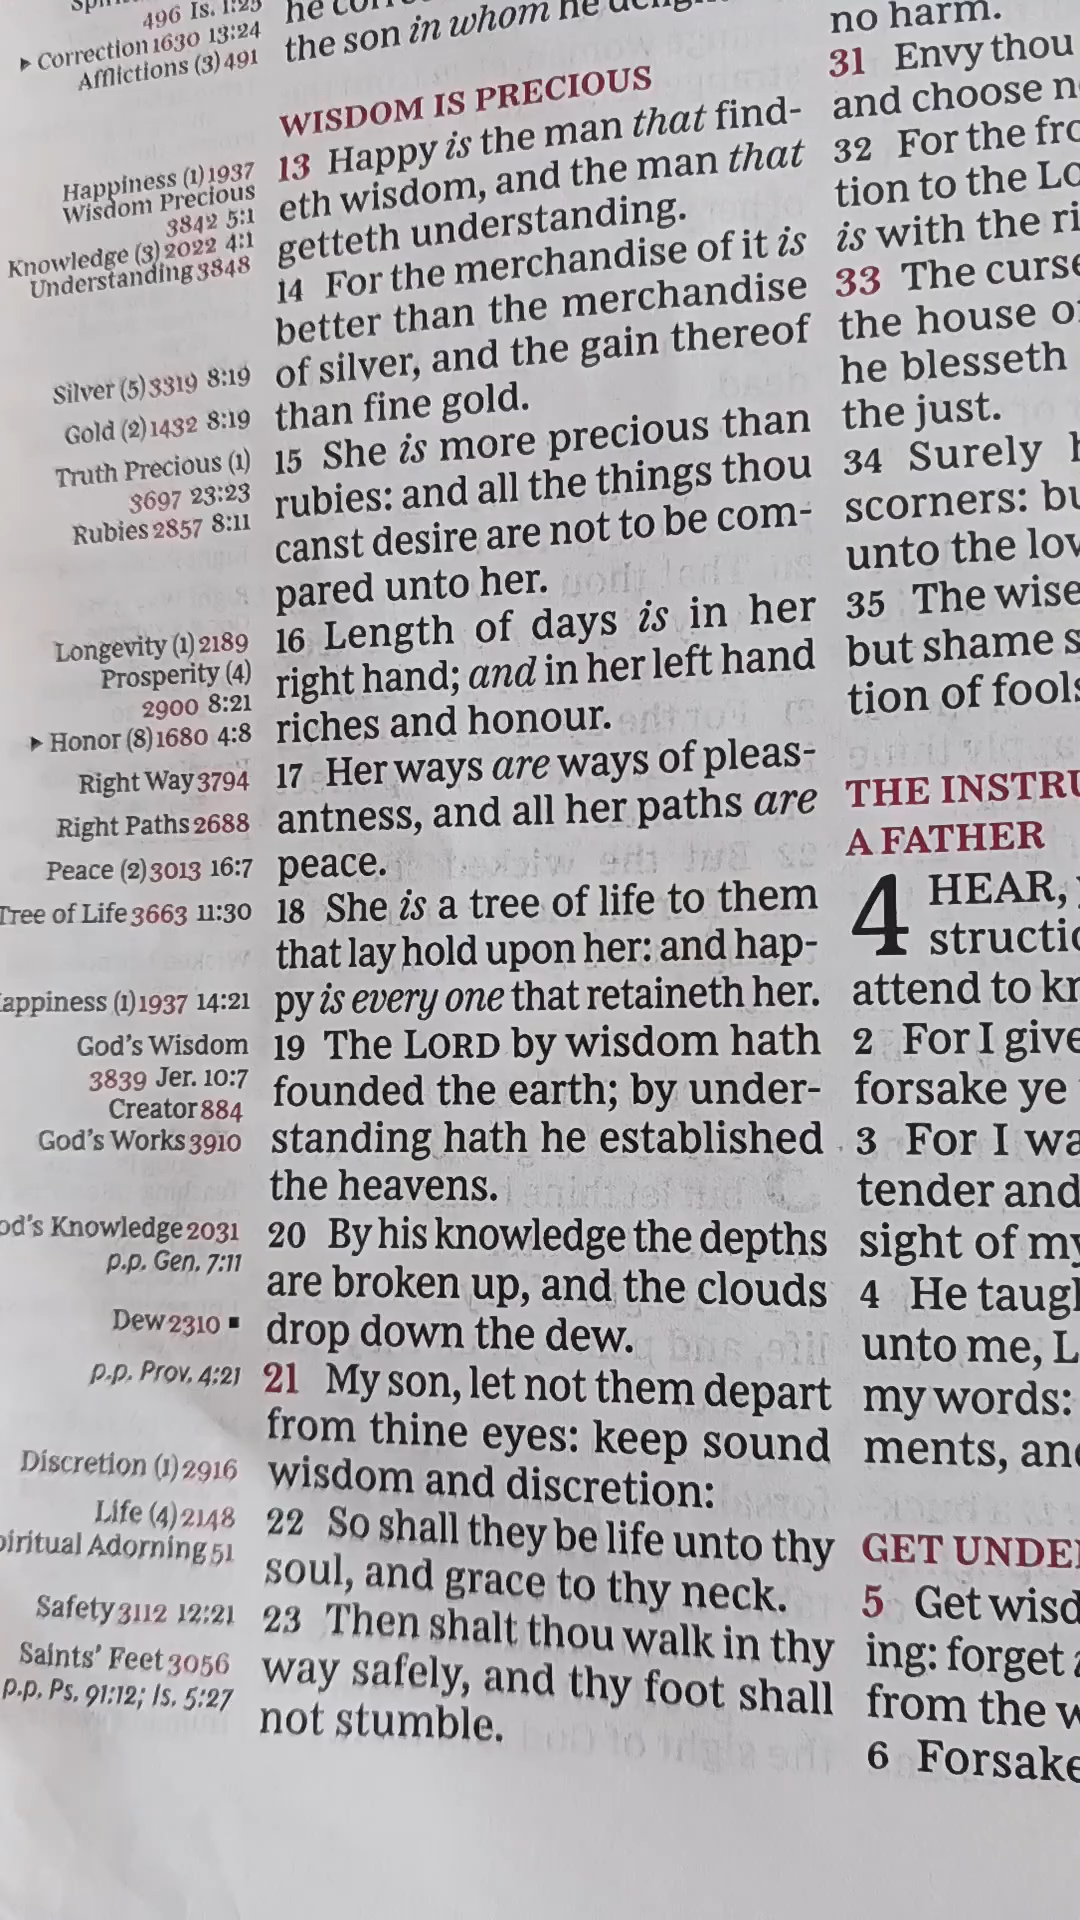 496 Is. 1:25
▸ Correction 1630 13:24
Afflictions (3) 491
Happiness (1) 1937
Wisdom Precious
3842 5:1
Knowledge (3) 2022 4:1
Understanding 3848
Silver (5) 3319 8:19
Gold (2) 1432 8:19
Truth Precious (1)
3697 23:23
Rubies 2857 8:11
Longevity (1) 2189
Prosperity (4)
2900 8:21
▸ Honor (8) 1680 4:8
Right Way 3794
Right Paths 2688
Peace (2) 3013 16:7
Tree of Life 3663 11:30
appiness (1) 1937 14:21
God's Wisdom
3839 Jer. 10:7
Creator 884
God's Works 3910
od's Knowledge 2031
p.p. Gen. 7:11
Dew 2310 ▪
p.p. Prov. 4:21
Discretion (1) 2916
Life (4) 2148
iritual Adorning 51
Safety 3112 12:21
Saints' Feet 3056
p.p. Ps. 91:12; Is. 5:27
the son in whom he
WISDOM IS PRECIOUS
13 Happy is the man that find-
eth wisdom, and the man that
getteth understanding.
14 For the merchandise of it is
better than the merchandise
of silver, and the gain thereof
than fine gold.
15 She is more precious than
rubies: and all the things thou
canst desire are not to be com-
pared unto her.
16 Length of days is in her
right hand; and in her left hand
riches and honour.
17 Her ways are ways of pleas-
antness, and all her paths are
peace.
18 She is a tree of life to them
that lay hold upon her: and hap-
py is every one that retaineth her.
19 The LORD by wisdom hath
founded the earth; by under-
standing hath he established
the heavens.
20 By his knowledge the depths
are broken up, and the clouds
drop down the dew.
21 My son, let not them depart
from thine eyes: keep sound
wisdom and discretion:
22 So shall they be life unto thy
soul, and grace to thy neck.
23 Then shalt thou walk in thy
way safely, and thy foot shall
not stumble.
no harm.
31 Envy thou
and choose n
32 For the fro
tion to the Lo
is with the ri
33 The curse
the house o
he blesseth
the just.
34 Surely h
scorners: bu
unto the low
35 The wise
but shame s
tion of fools
THE INSTRU
A FATHER
4 HEAR,
structio
attend to kn
2 For I give
forsake ye
3 For I wa
tender and
sight of my
4 He taugh
unto me, L
my words:
ments, and
GET UNDE
5 Get wisd
ing: forget
from the w
6 Forsake